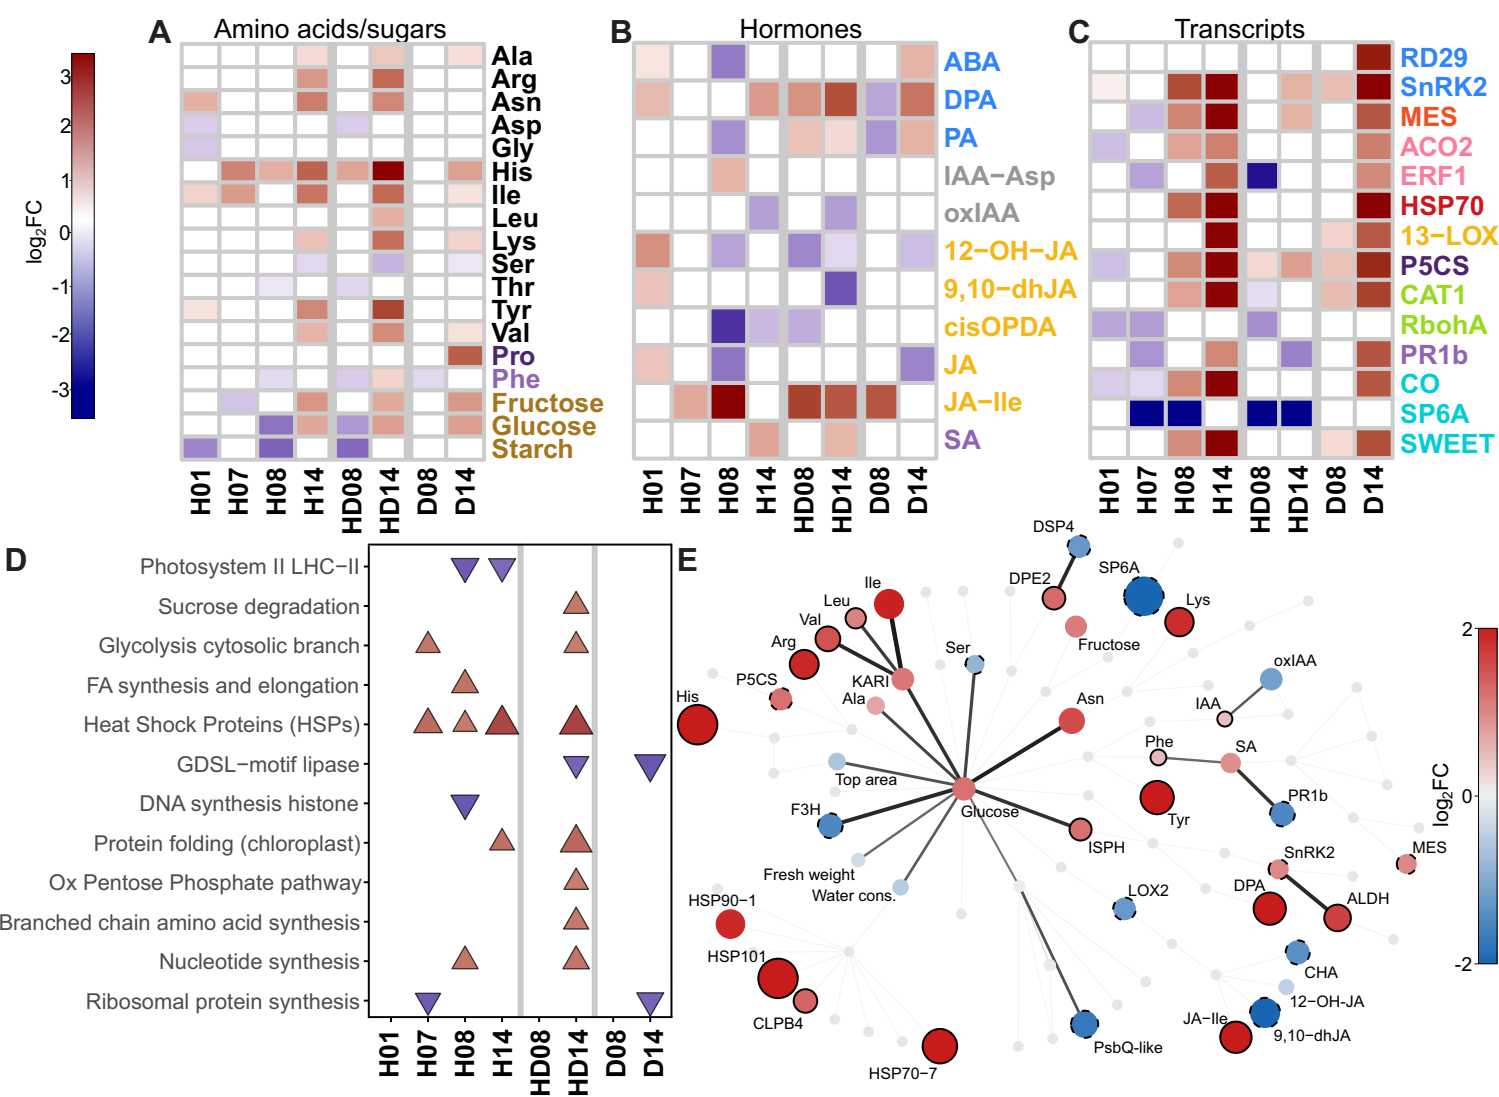 A Amino acids/sugars
B Hormones
C Transcripts
log2FC
3
2
1
0
-1
-2
-3
Ala
Arg
Asn
Asp
Gly
His
Ile
Leu
Lys
Ser
Thr
Tyr
Val
Pro
Phe
Fructose
Glucose
Starch
H01 H07 H08 H14 HD08 HD14 D08 D14
ABA
DPA
PA
IAA−Asp
oxIAA
12−OH−JA
9,10−dhJA
cisOPDA
JA
JA−Ile
SA
H01 H07 H08 H14 HD08 HD14 D08 D14
RD29
SnRK2
MES
ACO2
ERF1
HSP70
13−LOX
P5CS
CAT1
RbohA
PR1b
CO
SP6A
SWEET
H01 H07 H08 H14 HD08 HD14 D08 D14
D
Photosystem II LHC−II
Sucrose degradation
Glycolysis cytosolic branch
FA synthesis and elongation
Heat Shock Proteins (HSPs)
GDSL−motif lipase
DNA synthesis histone
Protein folding (chloroplast)
Ox Pentose Phosphate pathway
Branched chain amino acid synthesis
Nucleotide synthesis
Ribosomal protein synthesis
H01 H07 H08 H14 HD08 HD14 D08 D14
E
DSP4
DPE2
SP6A
Lys
Fructose
Ile
Leu
Val
Arg
KARI
Ser
P5CS
Ala
His
Asn
oxIAA
IAA
Phe
SA
Top area
Glucose
Tyr
PR1b
F3H
ISPH
Fresh weight
Water cons.
SnRK2
MES
DPA
ALDH
LOX2
HSP90−1
HSP101
CLPB4
HSP70−7
PsbQ−like
CHA
12−OH−JA
JA−Ile
9,10−dhJA
2
0
-2
log2FC